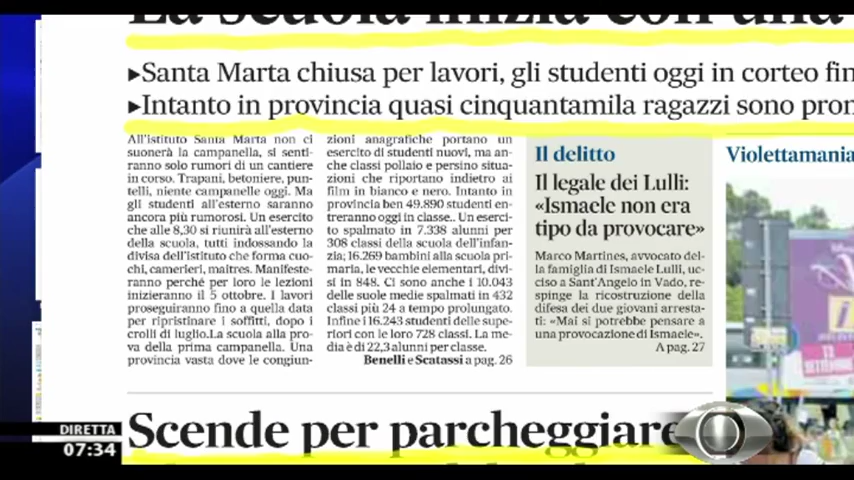 La scuola inizia con una
▸Santa Marta chiusa per lavori, gli studenti oggi in corteo fin
▸Intanto in provincia quasi cinquantamila ragazzi sono pron
All'istituto Santa Marta non ci
suonerà la campanella, si senti-
ranno solo rumori di un cantiere
in corso. Trapani, betoniere, pun-
telli, niente campanelle oggi. Ma
gli studenti all'esterno saranno
ancora più rumorosi. Un esercito
che alle 8,30 si riunirà all'esterno
della scuola, tutti indossando la
divisa dell'istituto che forma cuo-
chi, camerieri, maitres. Manifeste-
ranno perché per loro le lezioni
inizieranno il 5 ottobre. I lavori
proseguiranno fino a quella data
per ripristinare i soffitti, dopo i
crolli di luglio.La scuola alla pro-
va della prima campanella. Una
provincia vasta dove le congiun-
zioni anagrafiche portano un
esercito di studenti nuovi, ma an-
che classi pollaio e persino situa-
zioni che riportano indietro ai
film in bianco e nero. Intanto in
provincia ben 49.890 studenti en-
treranno oggi in classe.. Un eserci-
to spalmato in 7.338 alunni per
308 classi della scuola dell'infan-
zia; 16.269 bambini alla scuola pri-
maria, le vecchie elementari, divi-
si in 848. Ci sono anche i 10.043
delle suole medie spalmati in 432
classi più 24 a tempo prolungato.
Infine i 16.243 studenti delle supe-
riori con le loro 728 classi. La me-
dia è di 22,3 alunni per classe.
Benelli e Scatassi a pag. 26
Il delitto
Il legale dei Lulli:
«Ismaele non era
tipo da provocare»
Marco Martines, avvocato del-
la famiglia di Ismaele Lulli, uc-
ciso a Sant'Angelo in Vado, re-
spinge la ricostruzione della
difesa dei due giovani arresta-
ti: «Mai si potrebbe pensare a
una provocazione di Ismaele».
A pag. 27
Violettamania
Scende per parcheggiare
DIRETTA
07:34